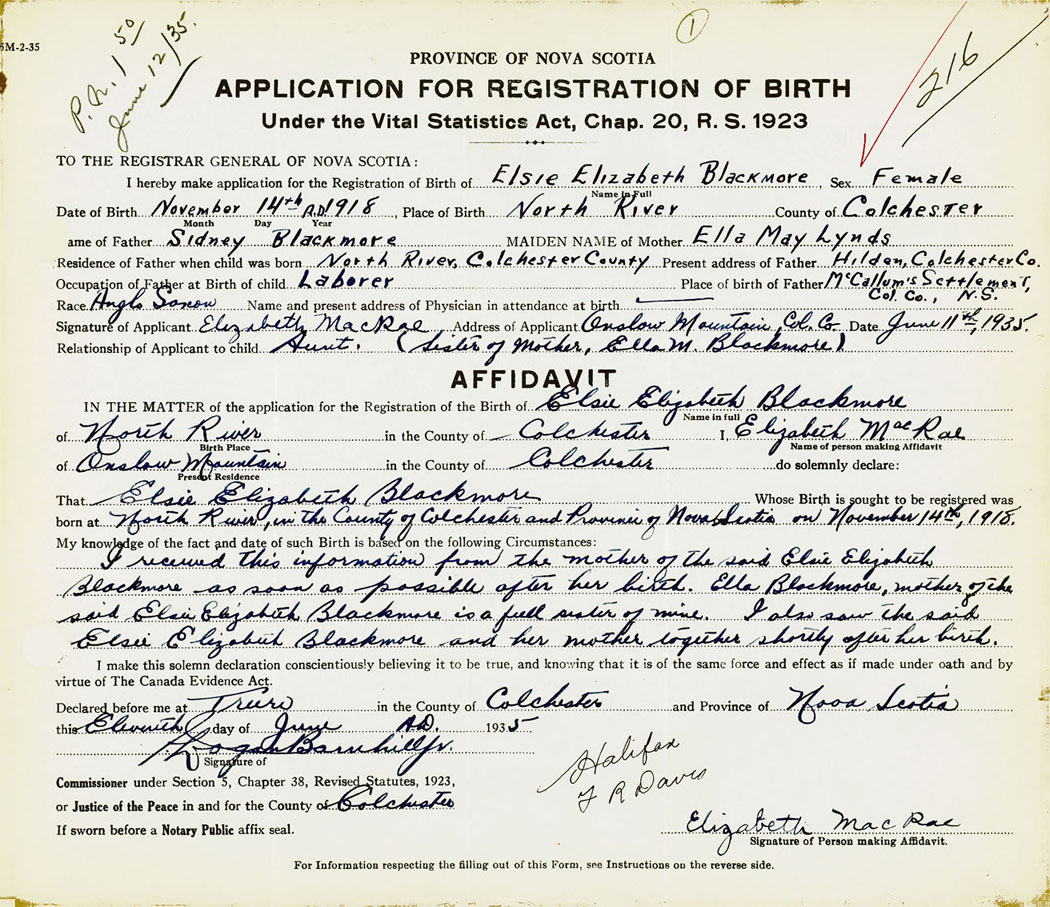 5M-2-35
P.N. 1 50
June 12/35.
1
216
PROVINCE OF NOVA SCOTIA
APPLICATION FOR REGISTRATION OF BIRTH
Under the Vital Statistics Act, Chap. 20, R. S. 1923
TO THE REGISTRAR GENERAL OF NOVA SCOTIA:
I hereby make application for the Registration of Birth of Elsie Elizabeth Blackmore, Sex Female
Name in Full
Date of Birth November 14th A.D. 1918, Place of Birth North River County of Colchester
Month Day Year
ame of Father Sidney Blackmore MAIDEN NAME of Mother Ella May Lynds
Residence of Father when child was born North River, Colchester County Present address of Father Hilden, Colchester Co.
Occupation of Father at Birth of child Laborer Place of birth of Father McCallum's Settlement,
Col. Co., N.S.
Race Anglo Saxon Name and present address of Physician in attendance at birth
Signature of Applicant Elizabeth MacRae Address of Applicant Onslow Mountain, Col. Co. Date June 11th, 1935.
Relationship of Applicant to child Aunt. (Sister of Mother, Ella M. Blackmore)
AFFIDAVIT
IN THE MATTER of the application for the Registration of the Birth of Elsie Elizabeth Blackmore
Name in full
of North River in the County of Colchester I, Elizabeth MacRae
Birth Place Name of person making Affidavit
of Onslow Mountain in the County of Colchester do solemnly declare:
Present Residence
That Elsie Elizabeth Blackmore Whose Birth is sought to be registered was
born at North River, in the County of Colchester and Province of Nova Scotia on November 14th, 1918.
My knowledge of the fact and date of such Birth is based on the following Circumstances:
I received this information from the mother of the said Elsie Elizabeth
Blackmore as soon as possible after her birth. Ella Blackmore, mother of the
said Elsie Elizabeth Blackmore is a full sister of mine. I also saw the said
Elsie Elizabeth Blackmore and her mother together shortly after her birth.
I make this solemn declaration conscientiously believing it to be true, and knowing that it is of the same force and effect as if made under oath and by
virtue of The Canada Evidence Act.
Declared before me at Truro in the County of Colchester and Province of Nova Scotia
this Eleventh day of June A.D. 1935
Logan Barnhill Jr.
Signature of
Halifax
F R Davis
Commissioner under Section 5, Chapter 38, Revised Statutes, 1923,
or Justice of the Peace in and for the County of Colchester
If sworn before a Notary Public affix seal.
Elizabeth MacRae
Signature of Person making Affidavit.
For Information respecting the filling out of this Form, see Instructions on the reverse side.